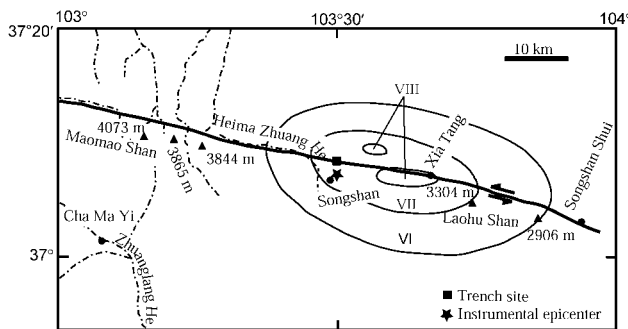 103°
103°30'
104°
37°20'
10 km
VIII
Heima Zhuang He
Xia Tang
Songshan Shui
4073 m
Maomao Shan
3865 m
3844 m
3304 m
Songshan
VII
Laohu Shan
Cha Ma Yi
2906 m
VI
37°
Zhuanglang He
Trench site
Instrumental epicenter